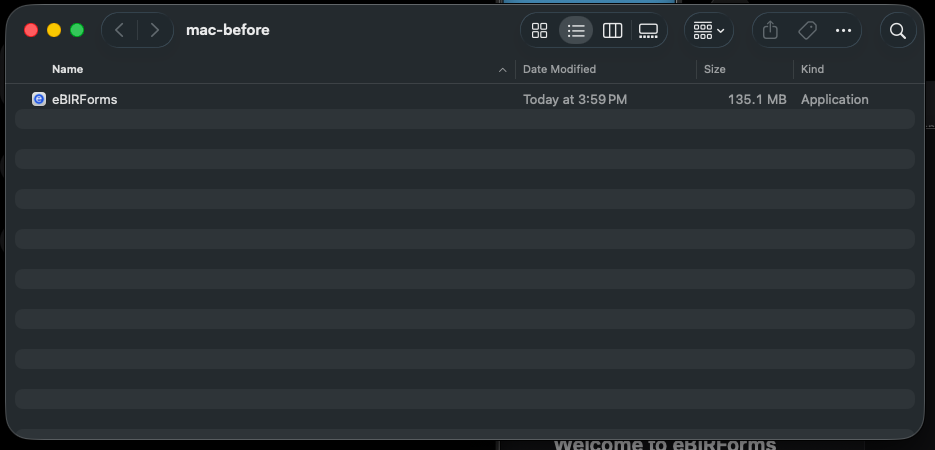 mac-before
Name Date Modified Size Kind
eBIRForms Today at 3:59 PM 135.1 MB Application
Welcome to eBIRForms